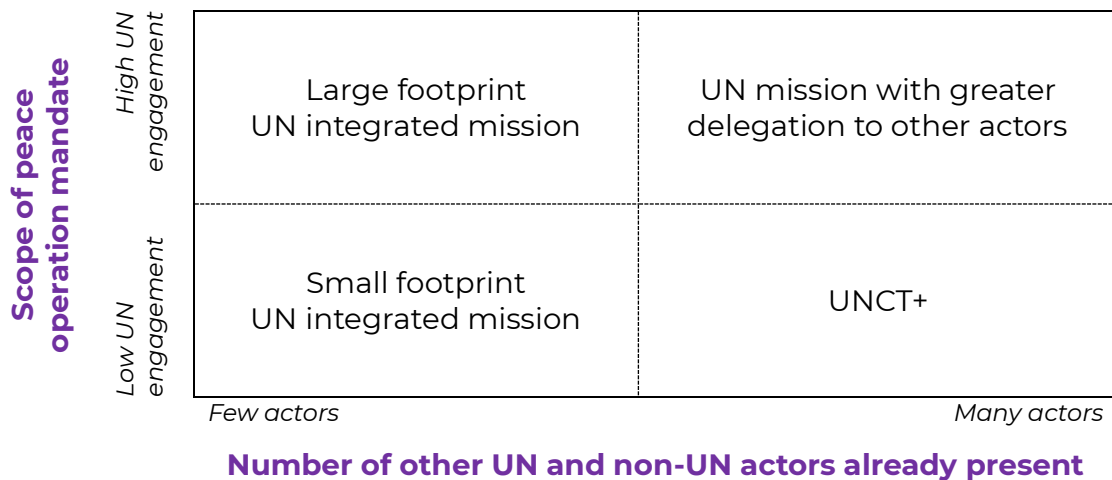 Scope of peace
operation mandate
High UN
engagement
Low UN
engagement
Large footprint
UN integrated mission
UN mission with greater
delegation to other actors
Small footprint
UN integrated mission
UNCT+
Few actors
Many actors
Number of other UN and non-UN actors already present